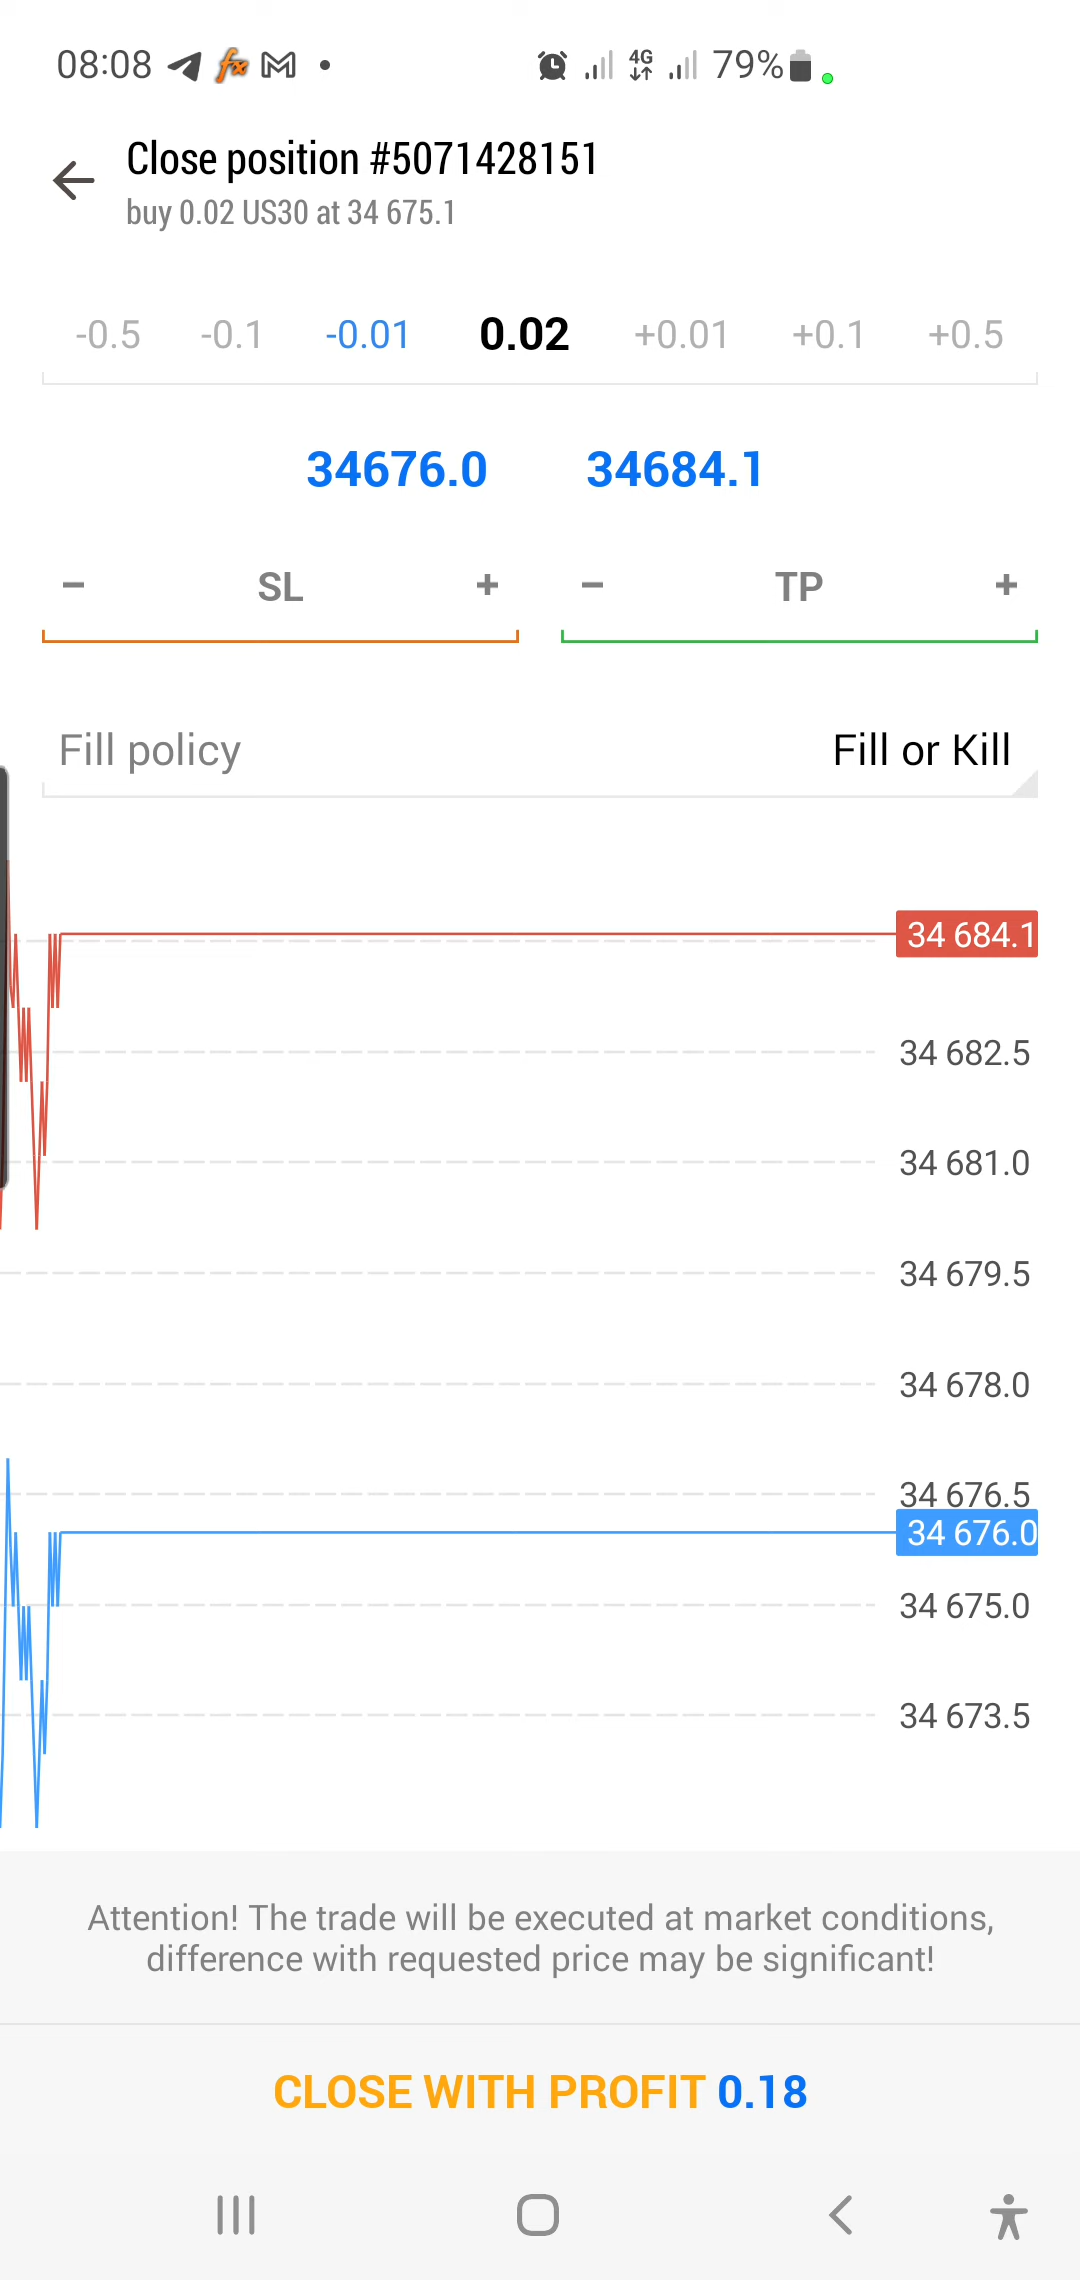 08:08 fx 4G 79%
Close position #5071428151
buy 0.02 US30 at 34 675.1
-0.5 -0.1 -0.01 0.02 +0.01 +0.1 +0.5
34676.0 34684.1
− SL + − TP +
Fill policy Fill or Kill
34 684.1
34 682.5
34 681.0
34 679.5
34 678.0
34 676.5
34 676.0
34 675.0
34 673.5
Attention! The trade will be executed at market conditions,
difference with requested price may be significant!
CLOSE WITH PROFIT 0.18